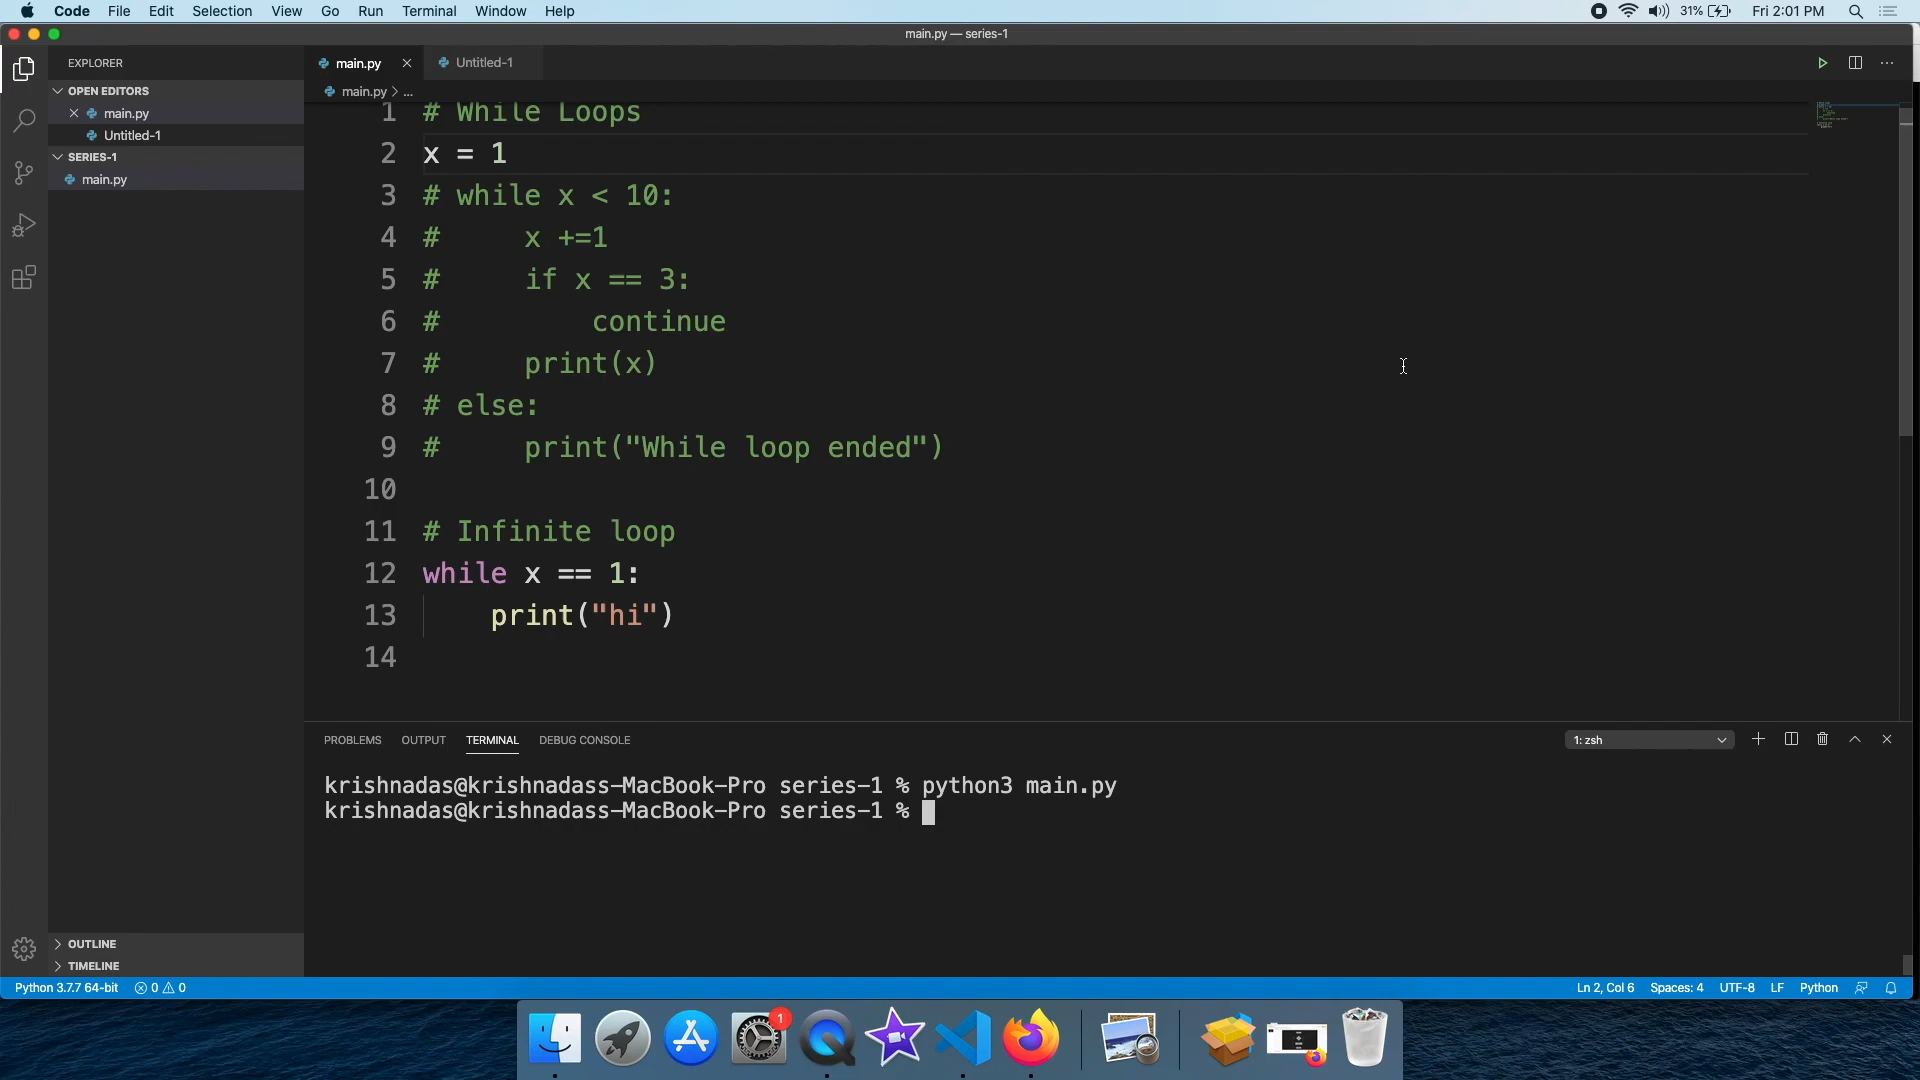 Code File Edit Selection View Go Run Terminal Window Help
31% Fri 2:01 PM
main.py — series-1
EXPLORER
OPEN EDITORS
main.py
Untitled-1
SERIES-1
main.py
OUTLINE
TIMELINE
main.py Untitled-1
main.py > ...
1 # While Loops
2 x = 1
3 # while x < 10:
4 #     x +=1
5 #     if x == 3:
6 #         continue
7 #     print(x)
8 # else:
9 #     print("While loop ended")
10
11 # Infinite loop
12 while x == 1:
13     print("hi")
14
PROBLEMS OUTPUT TERMINAL DEBUG CONSOLE
1: zsh
krishnadas@krishnadass-MacBook-Pro series-1 % python3 main.py
krishnadas@krishnadass-MacBook-Pro series-1 %
Python 3.7.7 64-bit 0 0
Ln 2, Col 6 Spaces: 4 UTF-8 LF Python
1